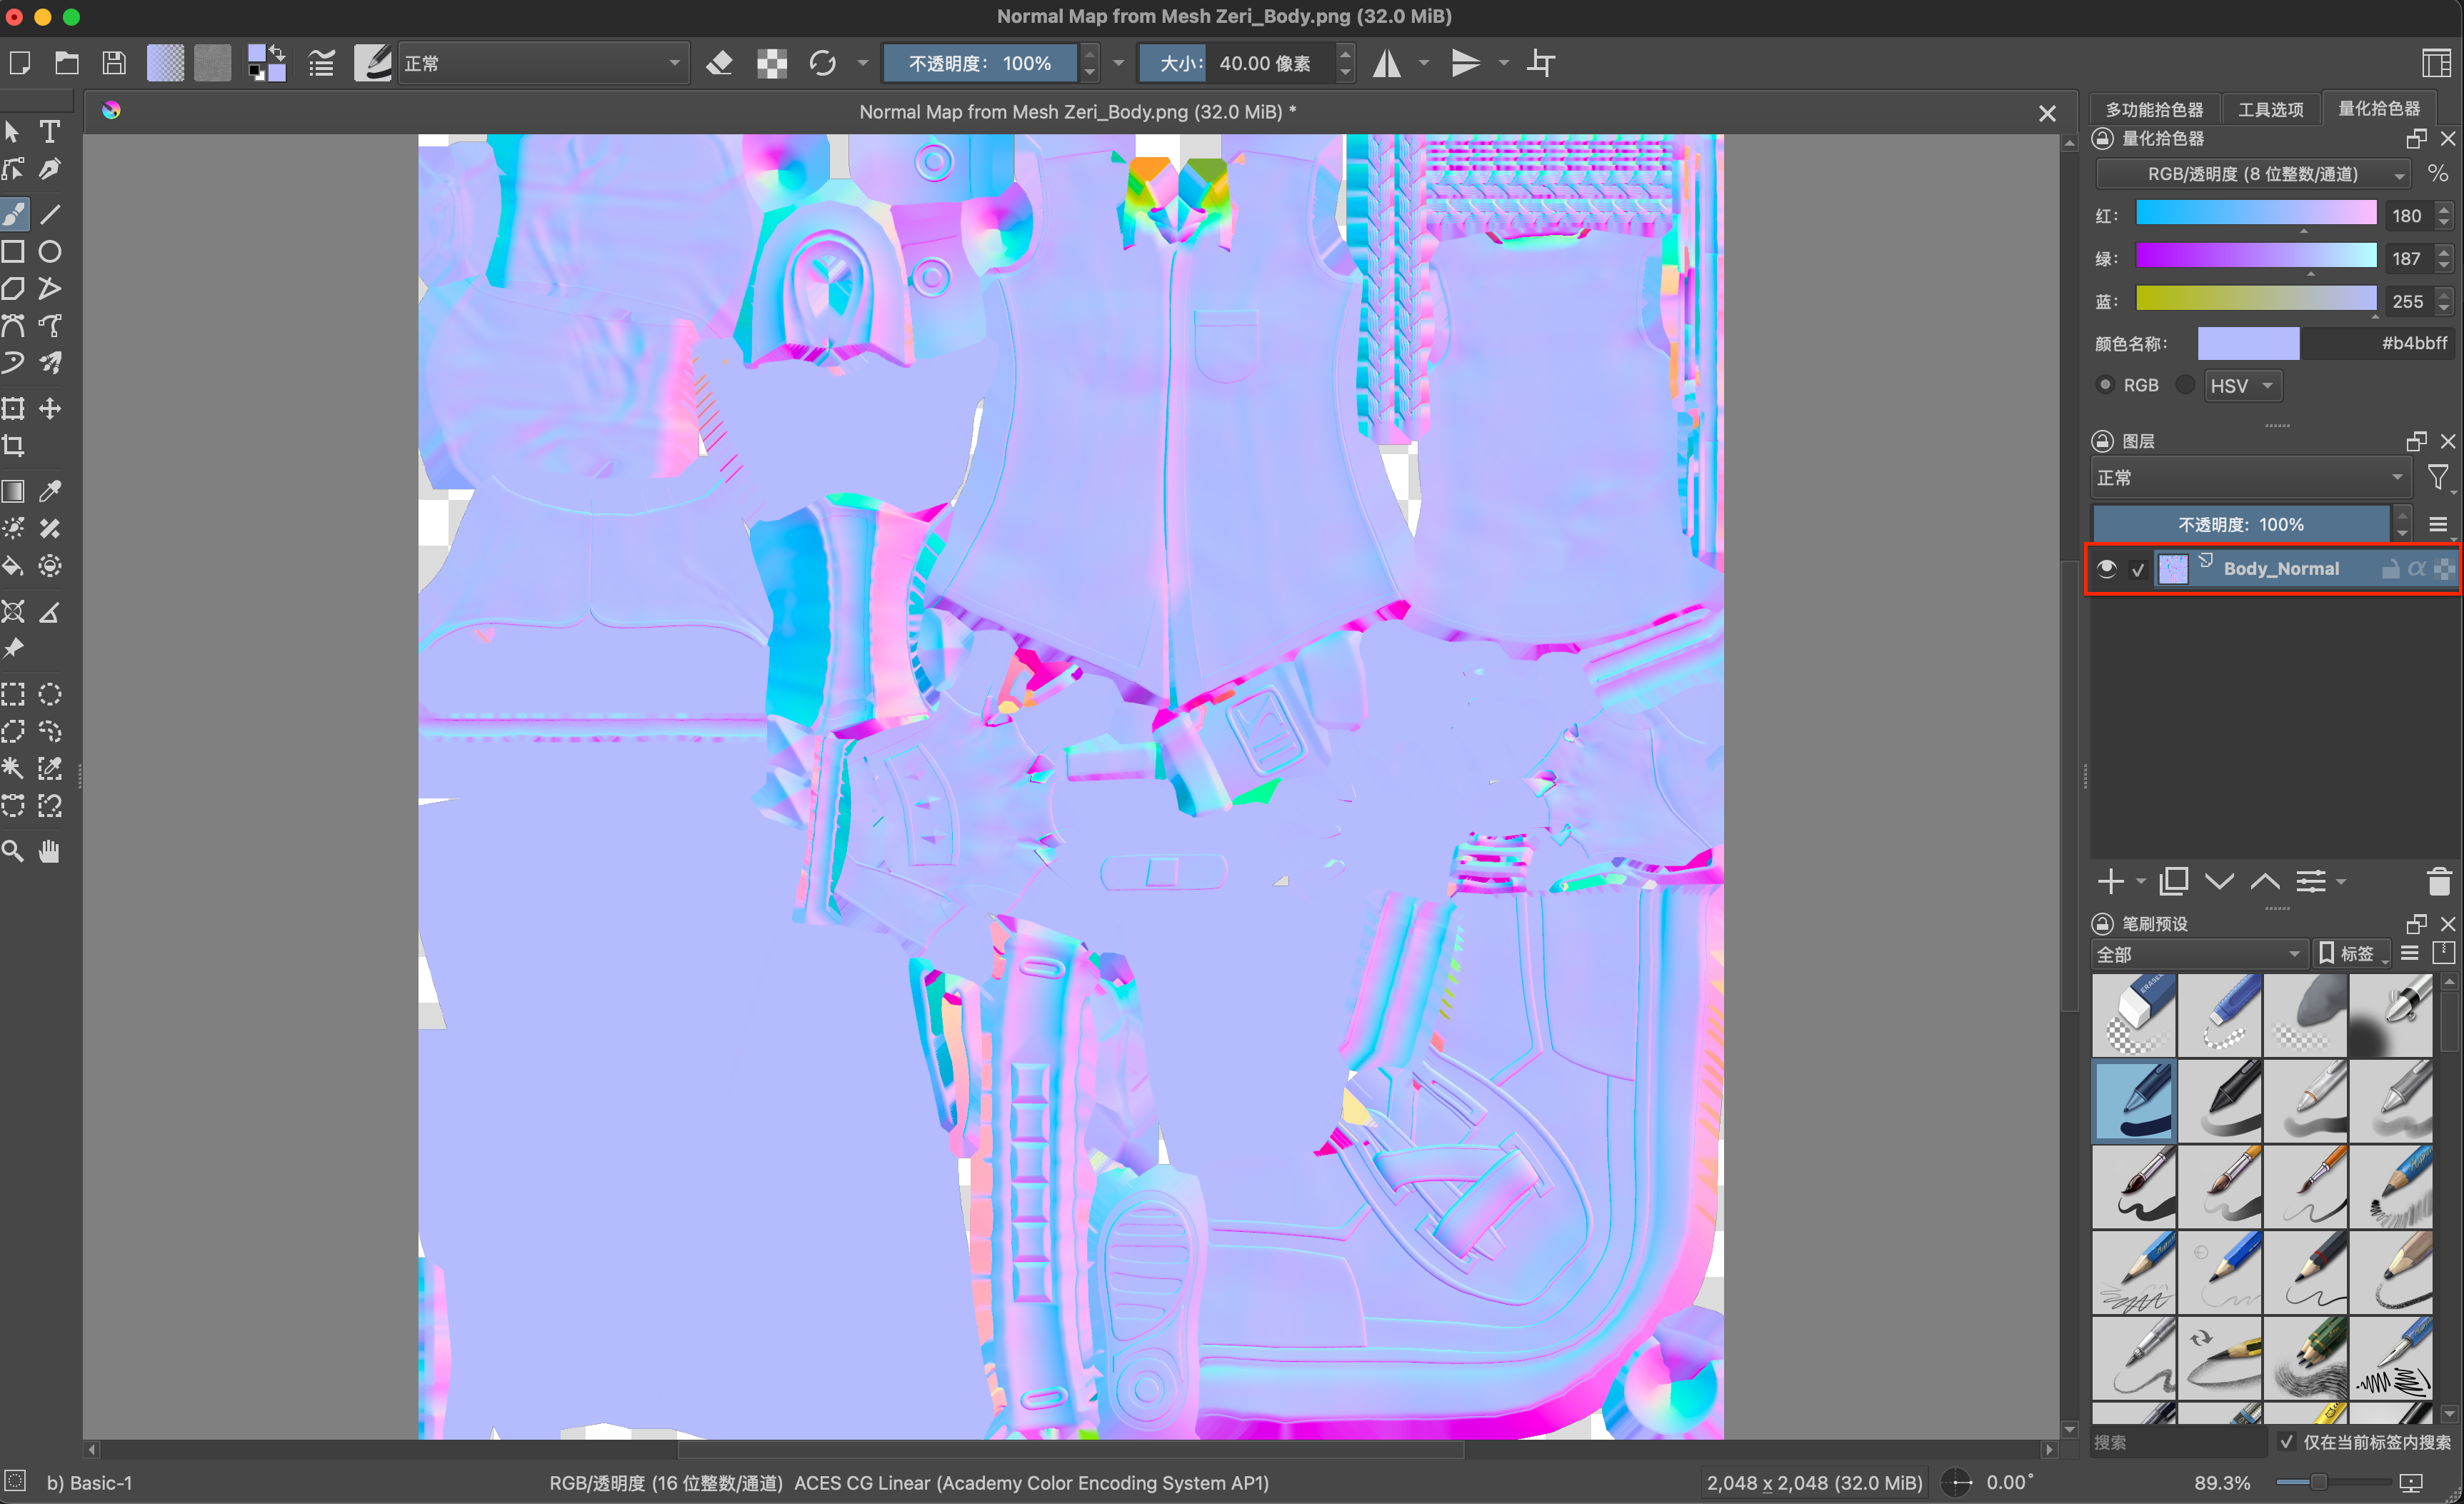 Normal Map from Mesh Zeri_Body.png (32.0 MiB)
正常
不透明度： 100%
大小: 40.00 像素
Normal Map from Mesh Zeri_Body.png (32.0 MiB) *
多功能拾色器
工具选项
量化拾色器
量化拾色器
RGB/透明度 (8 位整数/通道)
%
红: 180
绿: 187
蓝: 255
颜色名称: #b4bbff
RGB
HSV
图层
正常
不透明度: 100%
Body_Normal
笔刷预设
全部
标签
ERASER
搜索
仅在当前标签内搜索
b) Basic-1
RGB/透明度 (16 位整数/通道) ACES CG Linear (Academy Color Encoding System AP1)
2,048 x 2,048 (32.0 MiB)
0.00°
89.3%